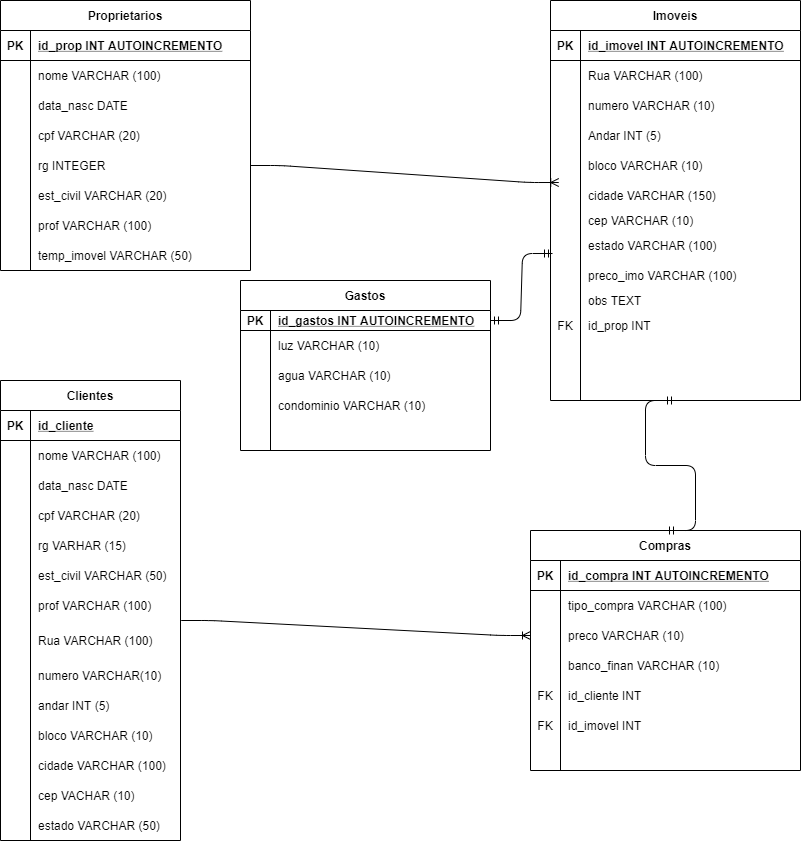 Proprietarios
PK id_prop INT AUTOINCREMENTO
nome VARCHAR (100)
data_nasc DATE
cpf VARCHAR (20)
rg INTEGER
est_civil VARCHAR (20)
prof VARCHAR (100)
temp_imovel VARCHAR (50)
Imoveis
PK id_imovel INT AUTOINCREMENTO
Rua VARCHAR (100)
numero VARCHAR (10)
Andar INT (5)
bloco VARCHAR (10)
cidade VARCHAR (150)
cep VARCHAR (10)
estado VARCHAR (100)
preco_imo VARCHAR (100)
obs TEXT
FK id_prop INT
Gastos
PK id_gastos INT AUTOINCREMENTO
luz VARCHAR (10)
agua VARCHAR (10)
condominio VARCHAR (10)
Clientes
PK id_cliente
nome VARCHAR (100)
data_nasc DATE
cpf VARCHAR (20)
rg VARHAR (15)
est_civil VARCHAR (50)
prof VARCHAR (100)
Rua VARCHAR (100)
numero VARCHAR(10)
andar INT (5)
bloco VARCHAR (10)
cidade VARCHAR (100)
cep VACHAR (10)
estado VARCHAR (50)
Compras
PK id_compra INT AUTOINCREMENTO
tipo_compra VARCHAR (100)
preco VARCHAR (10)
banco_finan VARCHAR (10)
FK id_cliente INT
FK id_imovel INT